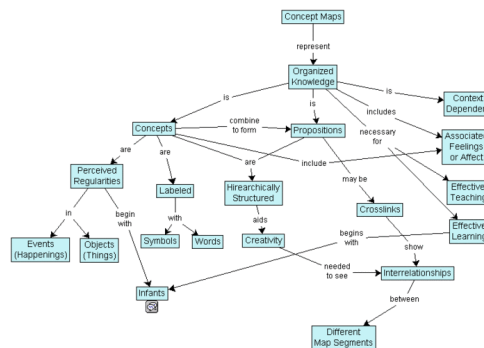 Concept Maps
represent
Organized
Knowledge
is
is
is
includes
necessary
for
Context
Dependen
combine
to form
Concepts
Propositions
Associated
Feelings
or Affect
are
are
are
include
Perceived
Regularities
Labeled
Hirearchically
Structured
may be
Effective
Teaching
Crosslinks
in
begin
with
with
aids
begins
with
show
Effective
Learning
Events
(Happenings)
Objects
(Things)
Symbols
Words
Creativity
needed
to see
Interrelationships
Infants
between
Different
Map Segments